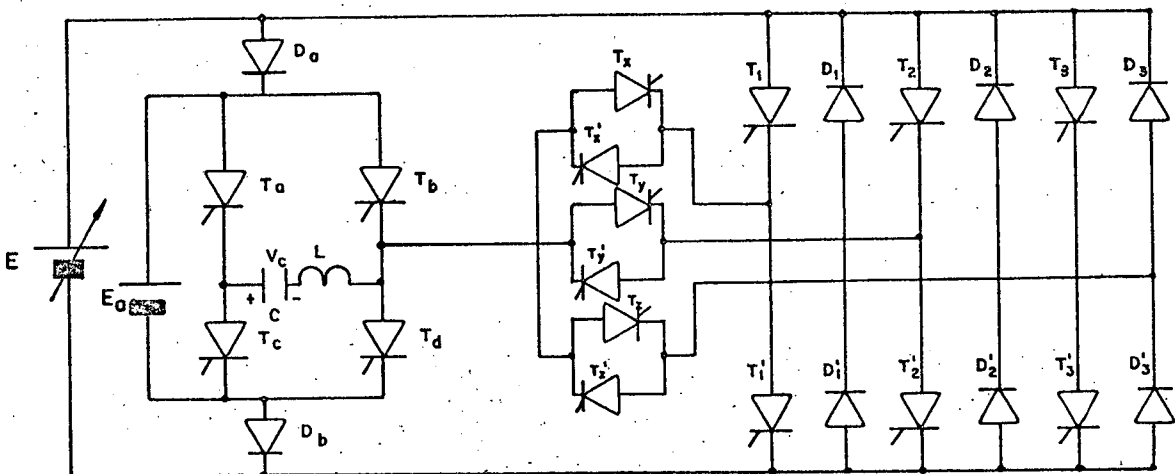 Da
Tx
T1
D1
T2
D2
T3
D3
Tx'
Ta
Tb
Ty
E
Ea
Vc
L
+
-
C
Ty'
Tz
Tc
Td
Tz'
T1'
D1'
T2'
D2'
T3'
D3'
Db